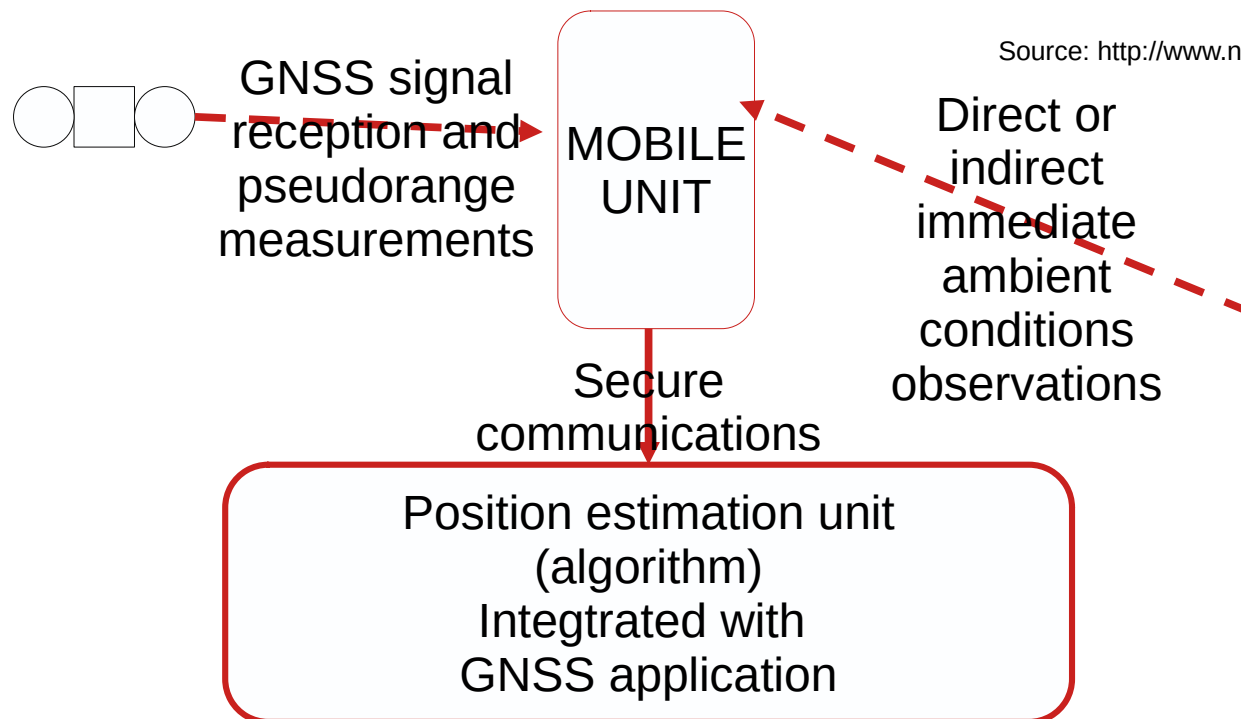 GNSS signal
reception and
pseudorange
measurements
MOBILE
UNIT
Source: http://www.n
Direct or
indirect
immediate
ambient
conditions
observations
Secure
communications
Position estimation unit
(algorithm)
Integtrated with
GNSS application